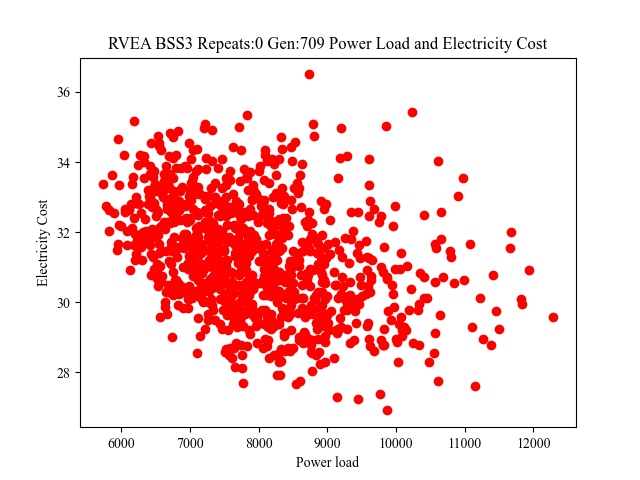 RVEA BSS3 Repeats:0 Gen:709 Power Load and Electricity Cost
36
34
32
30
28
Electricity Cost
6000 7000 8000 9000 10000 11000 12000
Power load